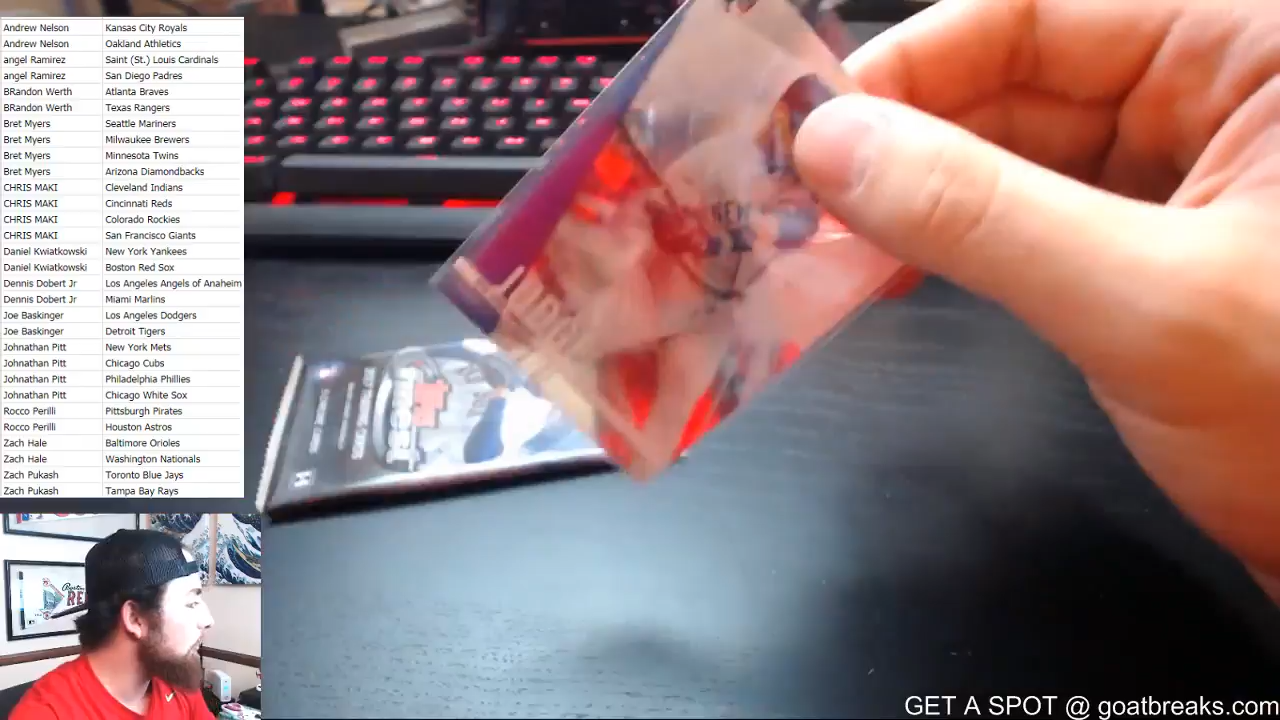 Andrew Nelson Kansas City Royals
Andrew Nelson Oakland Athletics
angel Ramirez Saint (St.) Louis Cardinals
angel Ramirez San Diego Padres
BRandon Werth Atlanta Braves
BRandon Werth Texas Rangers
Bret Myers Seattle Mariners
Bret Myers Milwaukee Brewers
Bret Myers Minnesota Twins
Bret Myers Arizona Diamondbacks
CHRIS MAKI Cleveland Indians
CHRIS MAKI Cincinnati Reds
CHRIS MAKI Colorado Rockies
CHRIS MAKI San Francisco Giants
Daniel Kwiatkowski New York Yankees
Daniel Kwiatkowski Boston Red Sox
Dennis Dobert Jr Los Angeles Angels of Anaheim
Dennis Dobert Jr Miami Marlins
Joe Baskinger Los Angeles Dodgers
Joe Baskinger Detroit Tigers
Johnathan Pitt New York Mets
Johnathan Pitt Chicago Cubs
Johnathan Pitt Philadelphia Phillies
Johnathan Pitt Chicago White Sox
Rocco Perilli Pittsburgh Pirates
Rocco Perilli Houston Astros
Zach Hale Baltimore Orioles
Zach Hale Washington Nationals
Zach Pukash Toronto Blue Jays
Zach Pukash Tampa Bay Rays
GET A SPOT @ goatbreaks.com